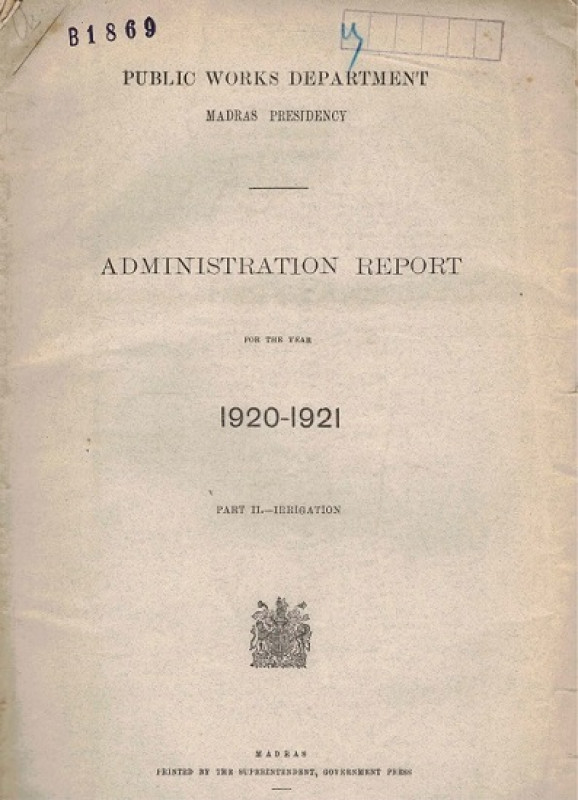 B1869
PUBLIC WORKS DEPARTMENT
MADRAS PRESIDENCY
ADMINISTRATION REPORT
FOR THE YEAR
1920-1921
PART II.—IRRIGATION
MADRAS
PRINTED BY THE SUPERINTENDENT, GOVERNMENT PRESS